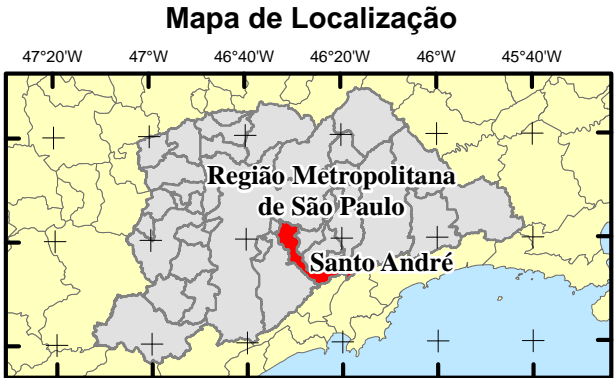 Mapa de Localização
47°20'W 47°W 46°40'W 46°20'W 46°W 45°40'W
Região Metropolitana
de São Paulo
Santo André